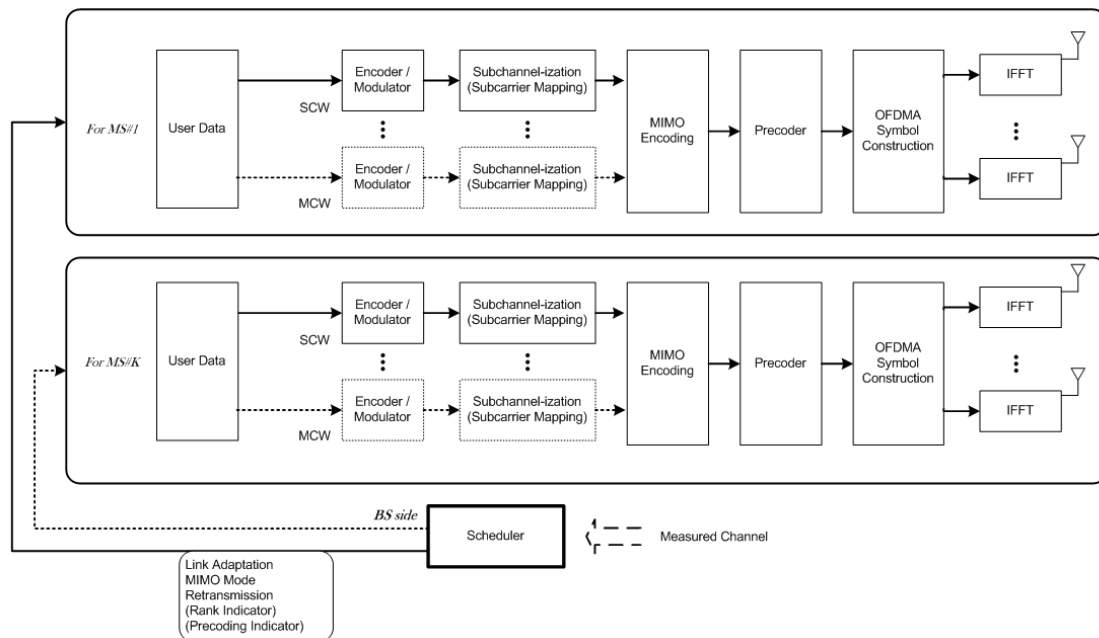 For MS#1
User Data
SCW
MCW
Encoder /
Modulator
Encoder /
Modulator
Subchannel-ization
(Subcarrier Mapping)
Subchannel-ization
(Subcarrier Mapping)
MIMO
Encoding
Precoder
OFDMA
Symbol
Construction
IFFT
IFFT
For MS#K
User Data
SCW
MCW
Encoder /
Modulator
Encoder /
Modulator
Subchannel-ization
(Subcarrier Mapping)
Subchannel-ization
(Subcarrier Mapping)
MIMO
Encoding
Precoder
OFDMA
Symbol
Construction
IFFT
IFFT
BS side
Scheduler
Measured Channel
Link Adaptation
MIMO Mode
Retransmission
(Rank Indicator)
(Precoding Indicator)